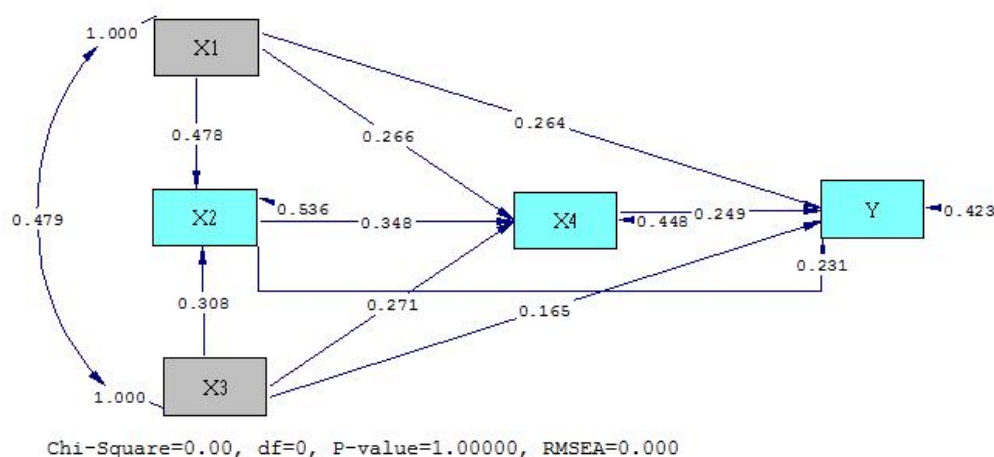 1.000
X1
0.478
0.266
0.264
0.479
X2
0.536
0.348
X4
0.448
0.249
Y
0.423
0.231
0.308
0.271
0.165
X3
1.000
Chi-Square=0.00, df=0, P-value=1.00000, RMSEA=0.000